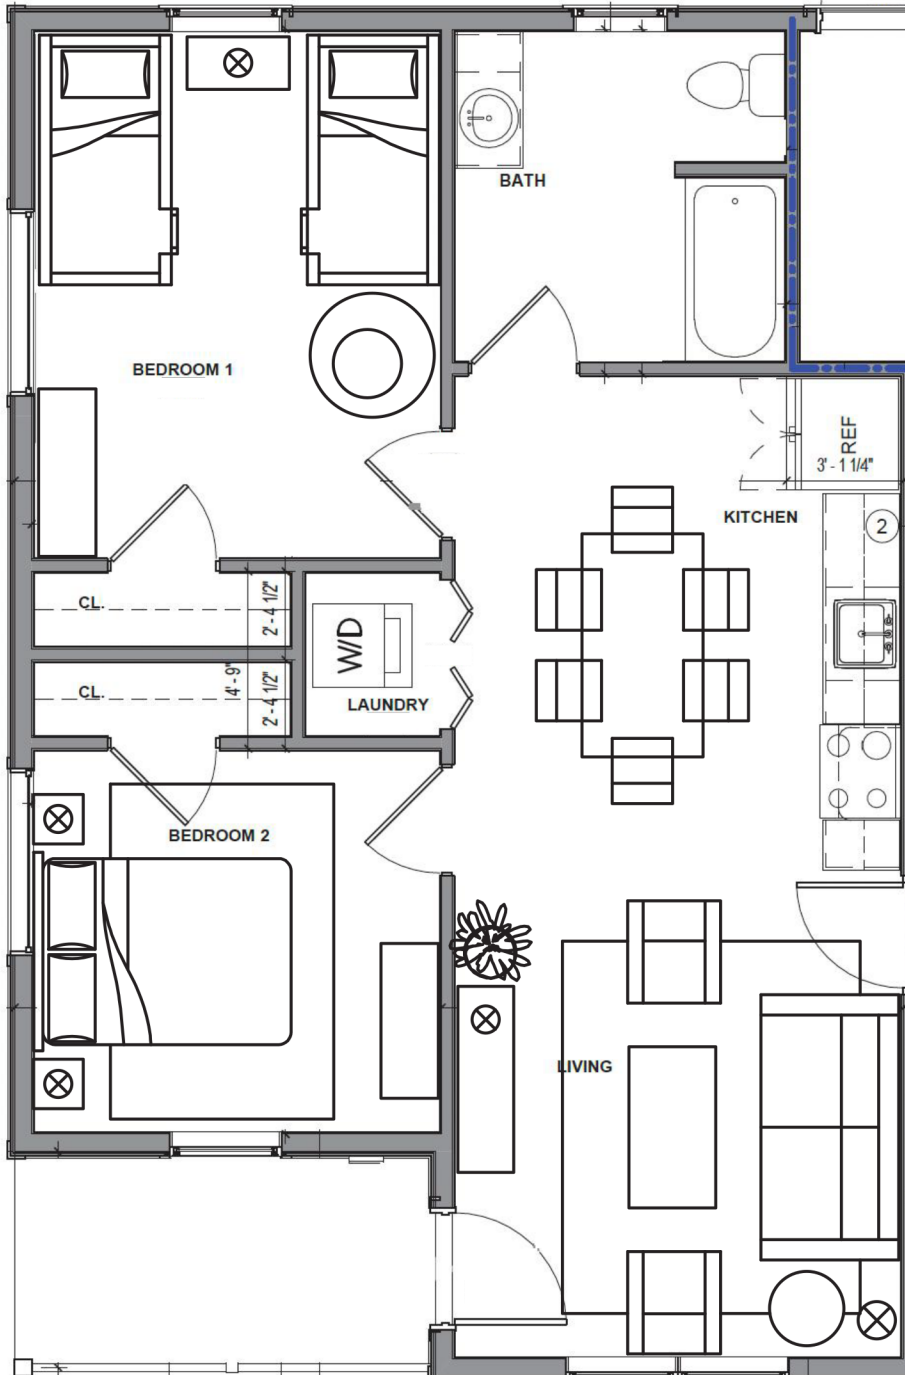 BATH
BEDROOM 1
REF
3' - 1 1/4"
KITCHEN
2
CL.
2' - 4 1/2"
W/D
LAUNDRY
CL.
4' - 9"
2' - 4 1/2"
BEDROOM 2
LIVING